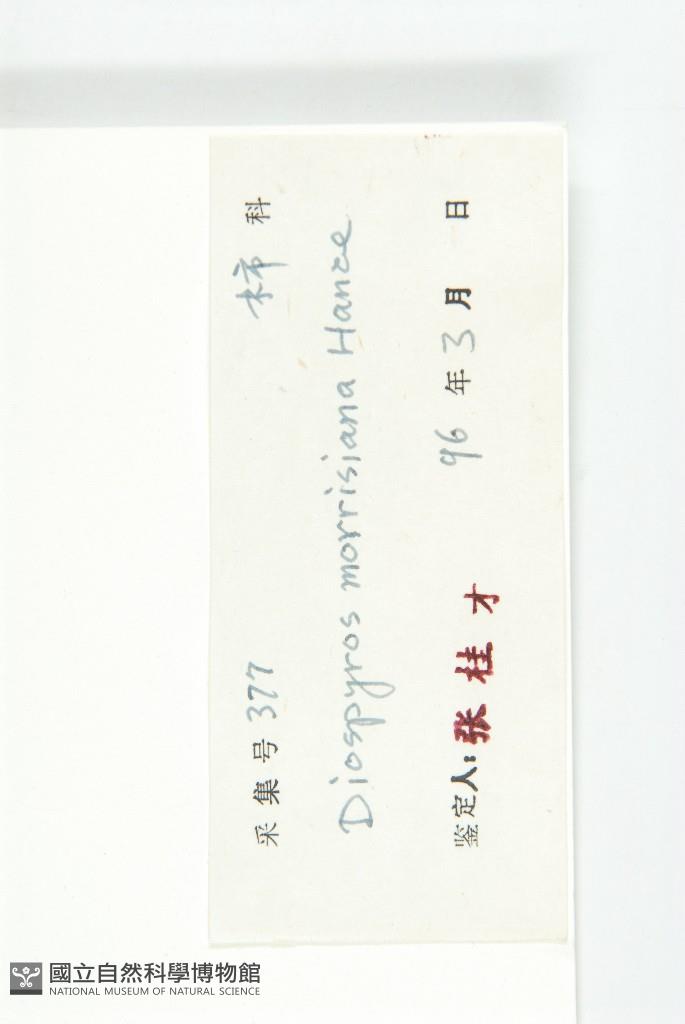 采集号 377 柿 科
Diospyros morrisiana Hance
鉴定人: 张桂才 96 年 3 月 日
國立自然科學博物館
NATIONAL MUSEUM OF NATURAL SCIENCE